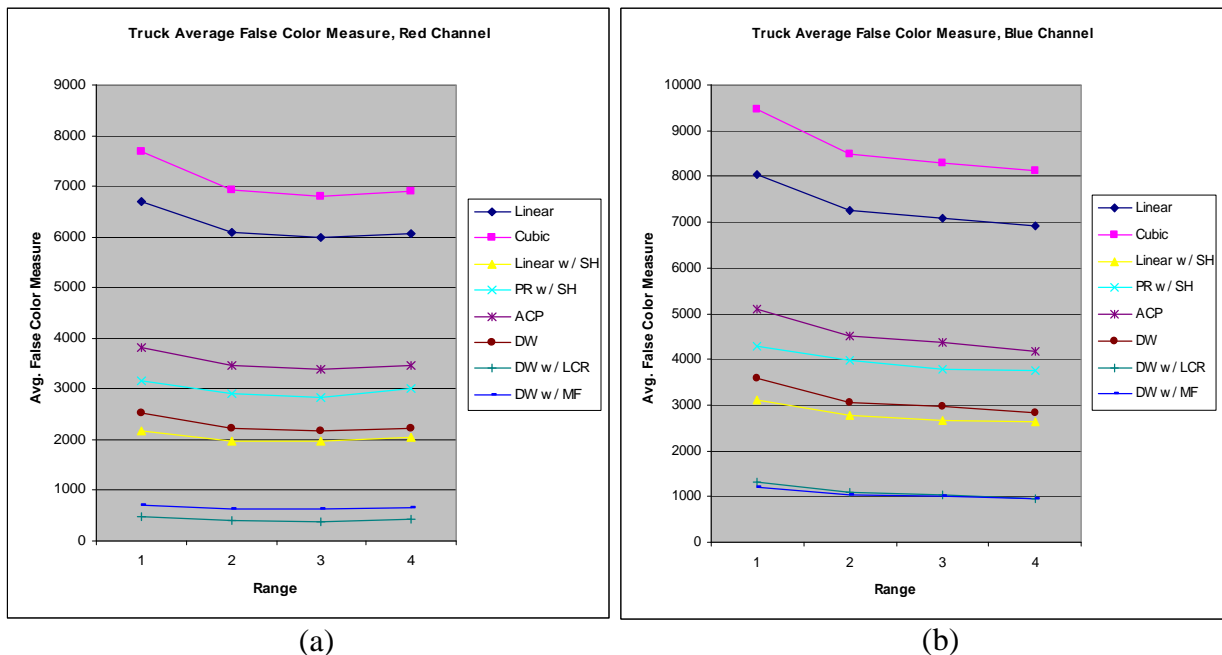 Truck Average False Color Measure, Red Channel
9000
8000
7000
6000
5000
4000
3000
2000
1000
0
Avg. False Color Measure
1 2 3 4
Range
Linear
Cubic
Linear w / SH
PR w / SH
ACP
DW
DW w / LCR
DW w / MF
(a)
Truck Average False Color Measure, Blue Channel
10000
9000
8000
7000
6000
5000
4000
3000
2000
1000
0
Avg. False Color Measure
1 2 3 4
Range
Linear
Cubic
Linear w / SH
PR w / SH
ACP
DW
DW w / LCR
DW w / MF
(b)